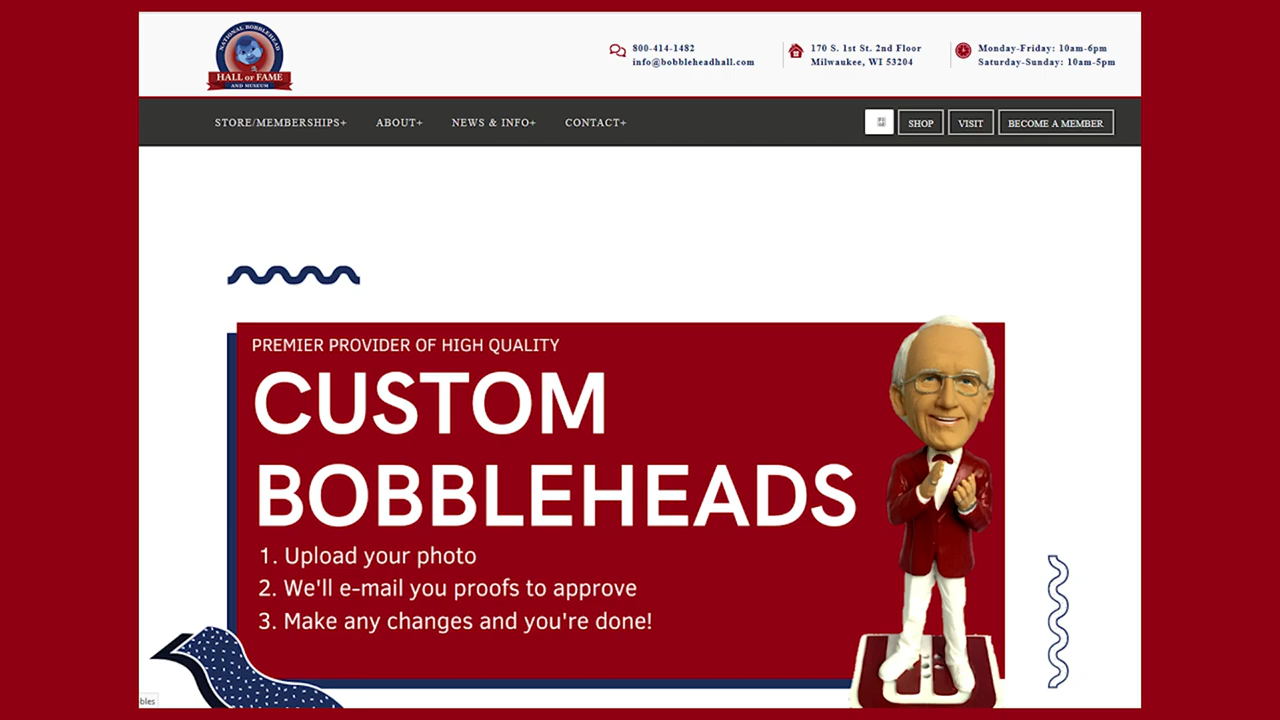 NATIONAL BOBBLEHEAD
HALL OF FAME
AND MUSEUM
800-414-1482
info@bobbleheadhall.com
170 S. 1st St. 2nd Floor
Milwaukee, WI 53204
Monday-Friday: 10am-6pm
Saturday-Sunday: 10am-5pm
STORE/MEMBERSHIPS+ ABOUT+ NEWS & INFO+ CONTACT+ SHOP VISIT BECOME A MEMBER
PREMIER PROVIDER OF HIGH QUALITY
CUSTOM
BOBBLEHEADS
1. Upload your photo
2. We'll e-mail you proofs to approve
3. Make any changes and you're done!
bles